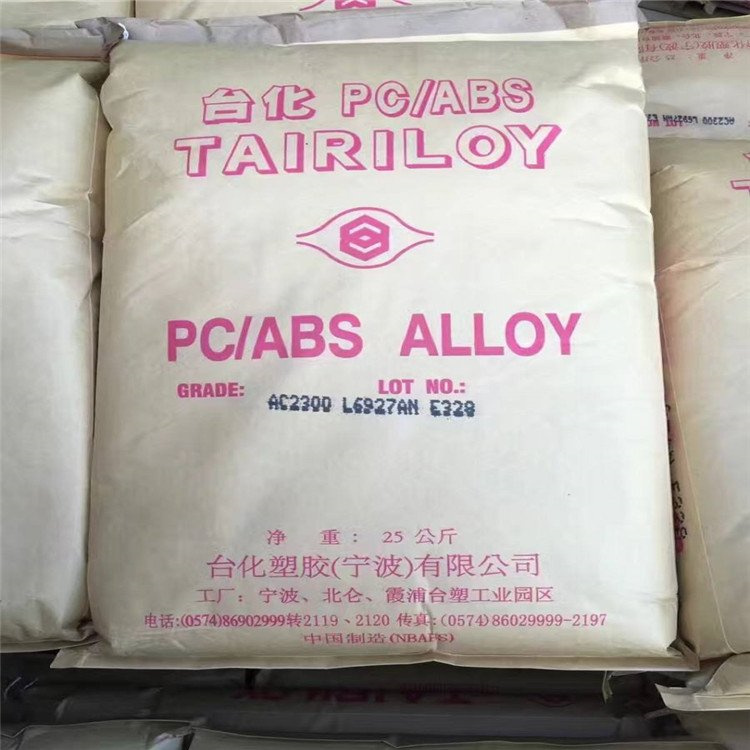 台化 PC/ABS
TAIRILOY
PC/ABS ALLOY
GRADE: LOT NO.:
AC2300 L6927AN E328
净 重： 25 公斤
台化塑胶(宁波)有限公司
工厂：宁波、北仑、霞浦台塑工业园区
电话:(0574)86902999转2119、2120 传真:(0574)86029999-2197
中国制造(NBABS)
AC2300 L6927AN